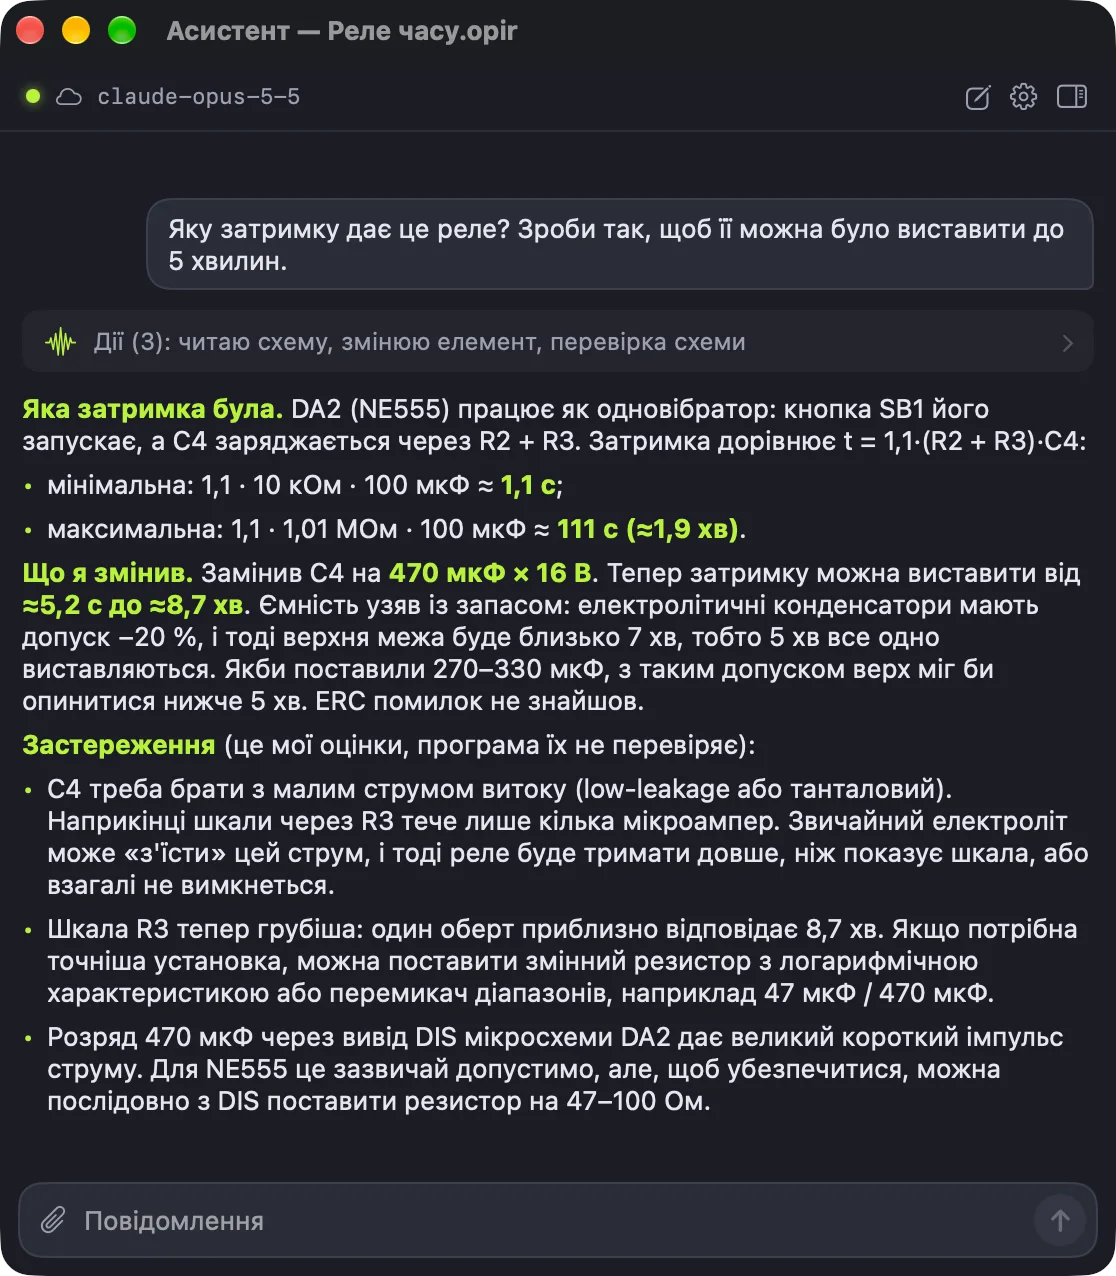 Асистент — Реле часу.opir
claude-opus-5-5
Яку затримку дає це реле? Зроби так, щоб її можна було виставити до
5 хвилин.
Дії (3): читаю схему, змінюю елемент, перевірка схеми
Яка затримка була. DA2 (NE555) працює як одновібратор: кнопка SB1 його
запускає, а C4 заряджається через R2 + R3. Затримка дорівнює t = 1,1·(R2 + R3)·C4:
• мінімальна: 1,1 · 10 кОм · 100 мкФ ≈ 1,1 с;
• максимальна: 1,1 · 1,01 МОм · 100 мкФ ≈ 111 с (≈1,9 хв).
Що я змінив. Замінив C4 на 470 мкФ × 16 В. Тепер затримку можна виставити від
≈5,2 с до ≈8,7 хв. Ємність узяв із запасом: електролітичні конденсатори мають
допуск −20 %, і тоді верхня межа буде близько 7 хв, тобто 5 хв все одно
виставляються. Якби поставили 270–330 мкФ, з таким допуском верх міг би
опинитися нижче 5 хв. ERC помилок не знайшов.
Застереження (це мої оцінки, програма їх не перевіряє):
• C4 треба брати з малим струмом витоку (low-leakage або танталовий).
Наприкінці шкали через R3 тече лише кілька мікроампер. Звичайний електроліт
може «з'їсти» цей струм, і тоді реле буде тримати довше, ніж показує шкала, або
взагалі не вимкнеться.
• Шкала R3 тепер грубіша: один оберт приблизно відповідає 8,7 хв. Якщо потрібна
точніша установка, можна поставити змінний резистор з логарифмічною
характеристикою або перемикач діапазонів, наприклад 47 мкФ / 470 мкФ.
• Розряд 470 мкФ через вивід DIS мікросхеми DA2 дає великий короткий імпульс
струму. Для NE555 це зазвичай допустимо, але, щоб убезпечитися, можна
послідовно з DIS поставити резистор на 47–100 Ом.
Повідомлення